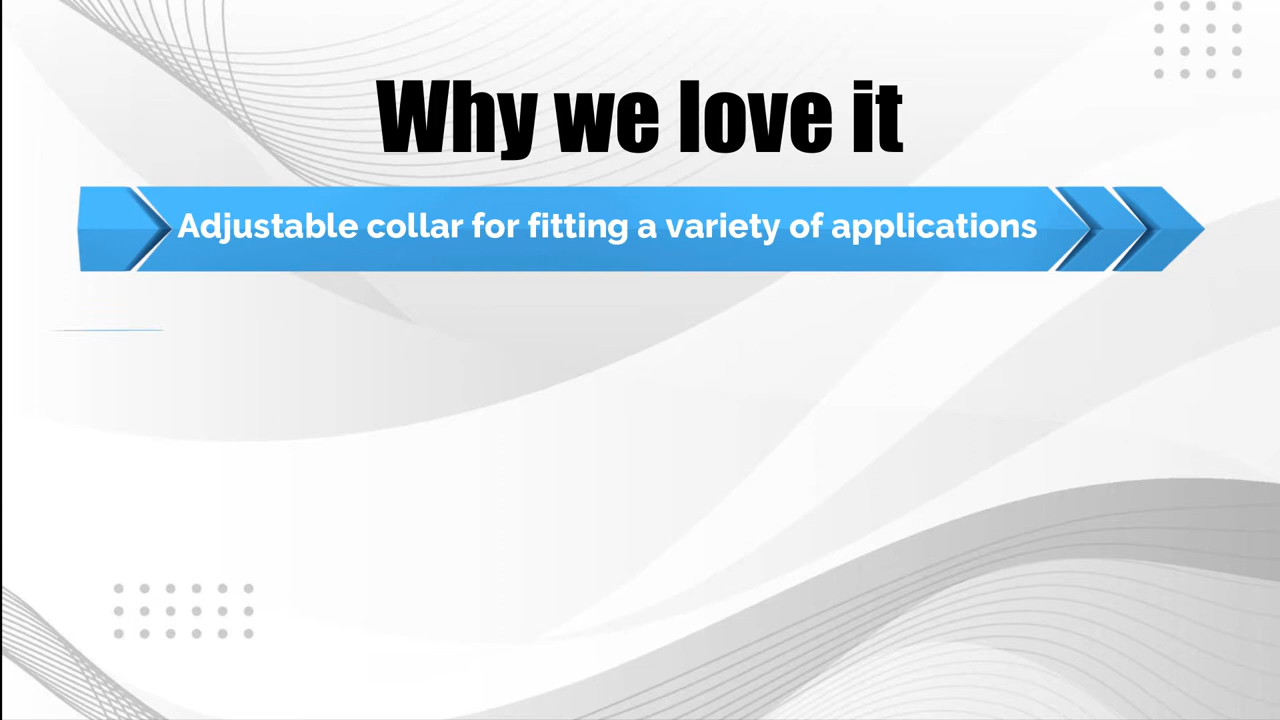 Why we love it
Adjustable collar for fitting a variety of applications